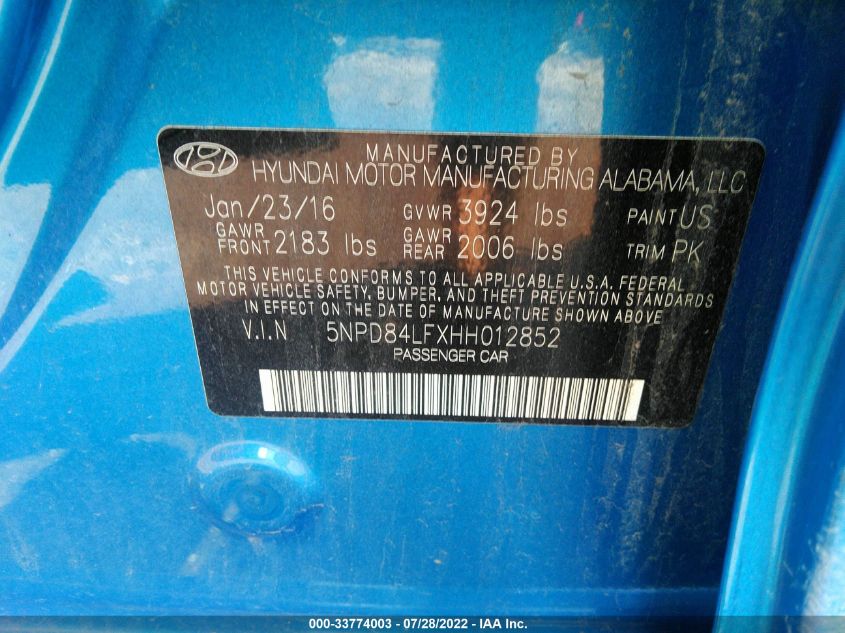 MANUFACTURED BY
HYUNDAI MOTOR MANUFACTURING ALABAMA, LLC
Jan/23/16 GVWR 3924 lbs PAINT US
GAWR FRONT 2183 lbs GAWR REAR 2006 lbs TRIM PK
THIS VEHICLE CONFORMS TO ALL APPLICABLE U.S.A. FEDERAL
MOTOR VEHICLE SAFETY, BUMPER, AND THEFT PREVENTION STANDARDS
IN EFFECT ON THE DATE OF MANUFACTURE SHOWN ABOVE.
V.I.N 5NPD84LFXHH012852
PASSENGER CAR
000-33774003 - 07/28/2022 - IAA Inc.